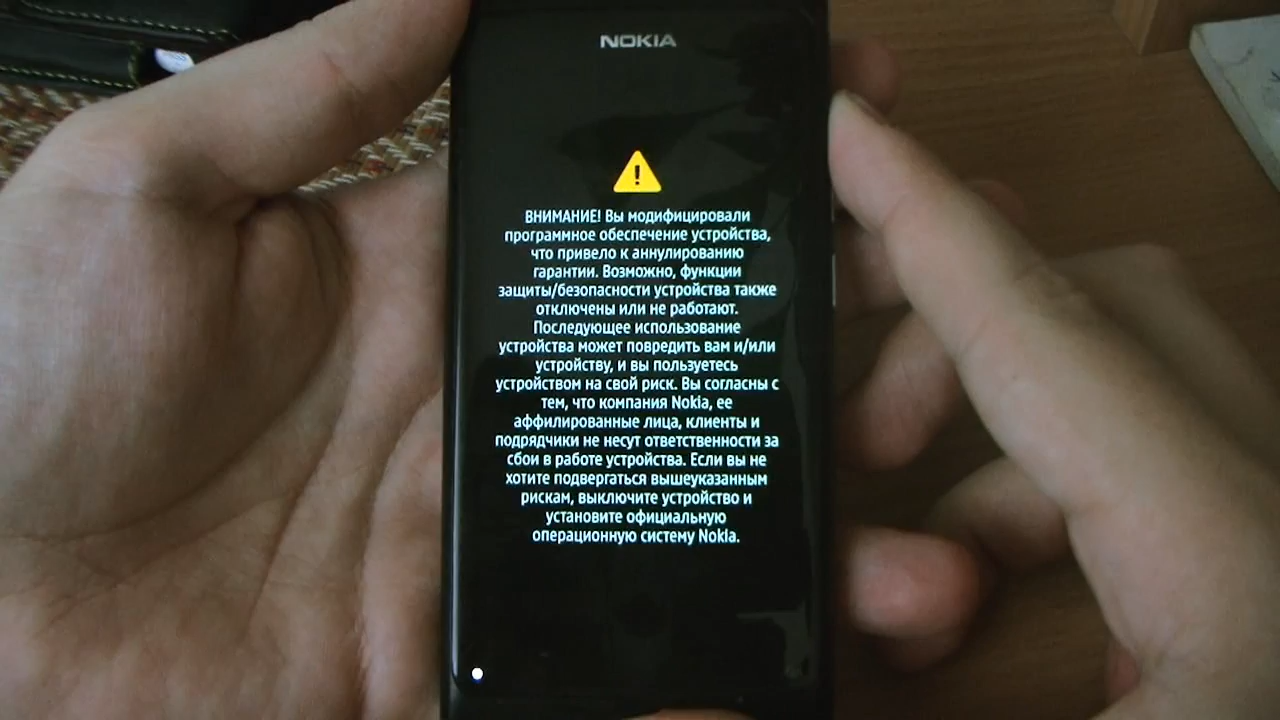 NOKIA
ВНИМАНИЕ! Вы модифицировали
программное обеспечение устройства,
что привело к аннулированию
гарантии. Возможно, функции
защиты/безопасности устройства также
отключены или не работают.
Последующее использование
устройства может повредить вам и/или
устройству, и вы пользуетесь
устройством на свой риск. Вы согласны с
тем, что компания Nokia, ее
аффилированные лица, клиенты и
подрядчики не несут ответственности за
сбои в работе устройства. Если вы не
хотите подвергаться вышеуказанным
рискам, выключите устройство и
установите официальную
операционную систему Nokia.